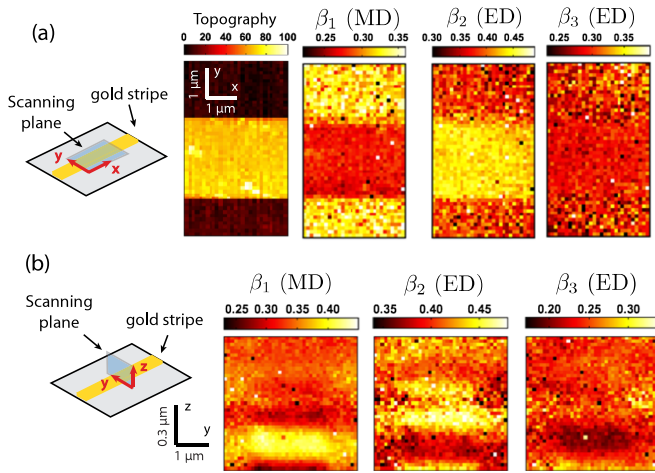 (a)
Topography
β₁ (MD)
β₂ (ED)
β₃ (ED)
0 20 40 60 80 100
0.25 0.30 0.35
0.30 0.35 0.40 0.45
0.25 0.30 0.35
1 μm
y
x
1 μm
gold stripe
Scanning
plane
y
x
(b)
β₁ (MD)
β₂ (ED)
β₃ (ED)
0.25 0.30 0.35 0.40
0.35 0.40 0.45
0.20 0.25 0.30
Scanning
plane
gold stripe
z
y
0.3 μm
z
y
1 μm